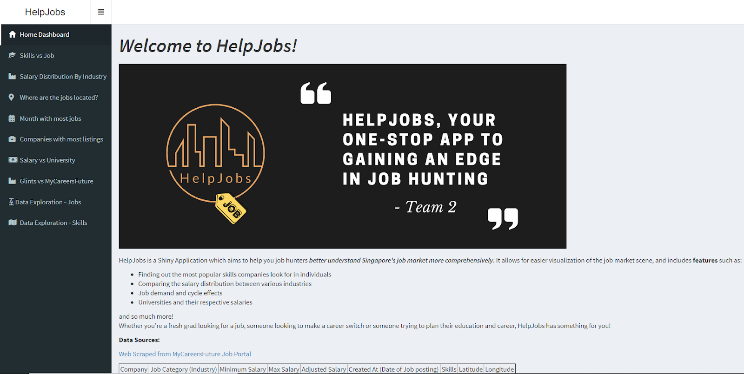 HelpJobs
Home Dashboard
Skills vs Job
Salary Distribution By Industry
Where are the jobs located?
Month with most jobs
Companies with most listings
Salary vs University
Glints vs MyCareersFuture
Data Exploration - Jobs
Data Exploration - Skills
Welcome to HelpJobs!
HelpJobs
JOB
“
HELPJOBS, YOUR
ONE-STOP APP TO
GAINING AN EDGE
IN JOB HUNTING
- Team 2
”
HelpJobs is a Shiny Application which aims to help you job hunters better understand Singapore's job market more comprehensively. It allows for easier visualization of the job market scene, and includes features such as:
• Finding out the most popular skills companies look for in Individuals
• Comparing the salary distribution between various industries
• Job demand and cycle effects
• Universities and their respective salaries
and so much more!
Whether you're a fresh grad looking for a job, someone looking to make a career switch or someone trying to plan their education and career, HelpJobs has something for you!
Data Sources:
Web Scraped from MyCareersFuture Job Portal
Company Job Category (Industry) Minimum Salary Max Salary Adjusted Salary Created At (Date of Job posting) Skills Latitude Longitude